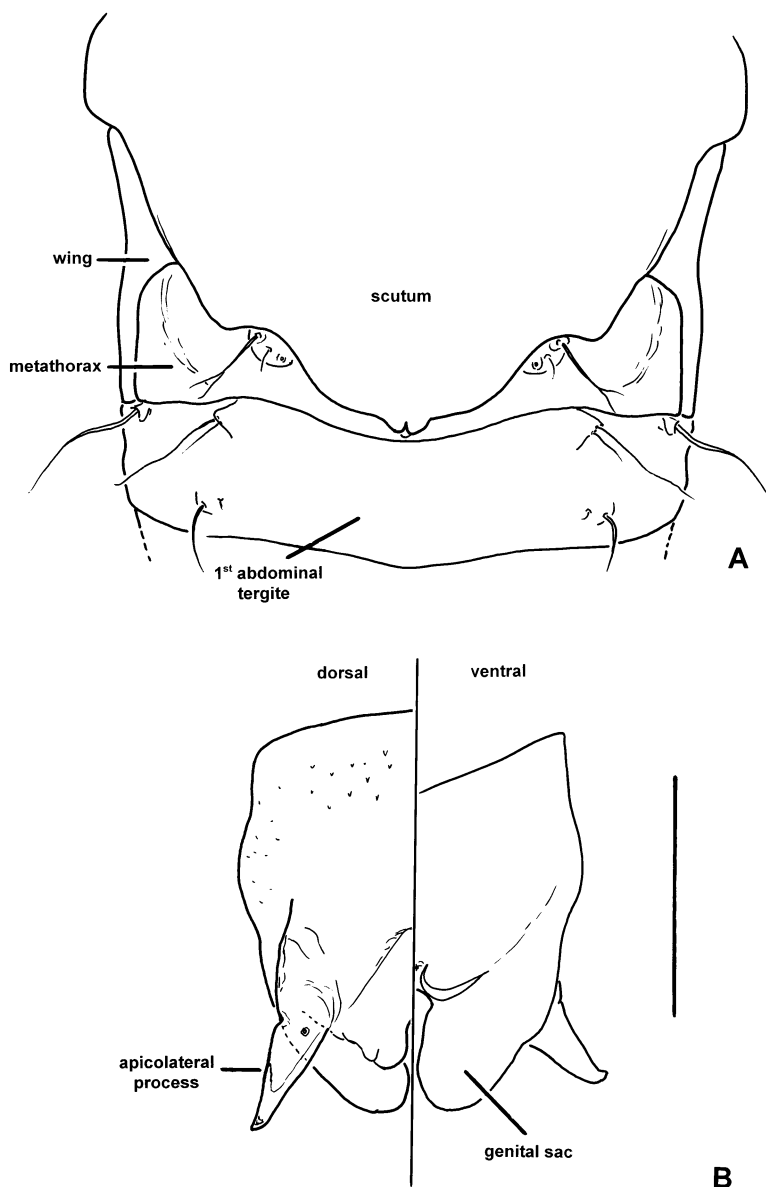 wing
scutum
metathorax
1st abdominal
tergite
A
dorsal
ventral
apicolateral
process
genital sac
B